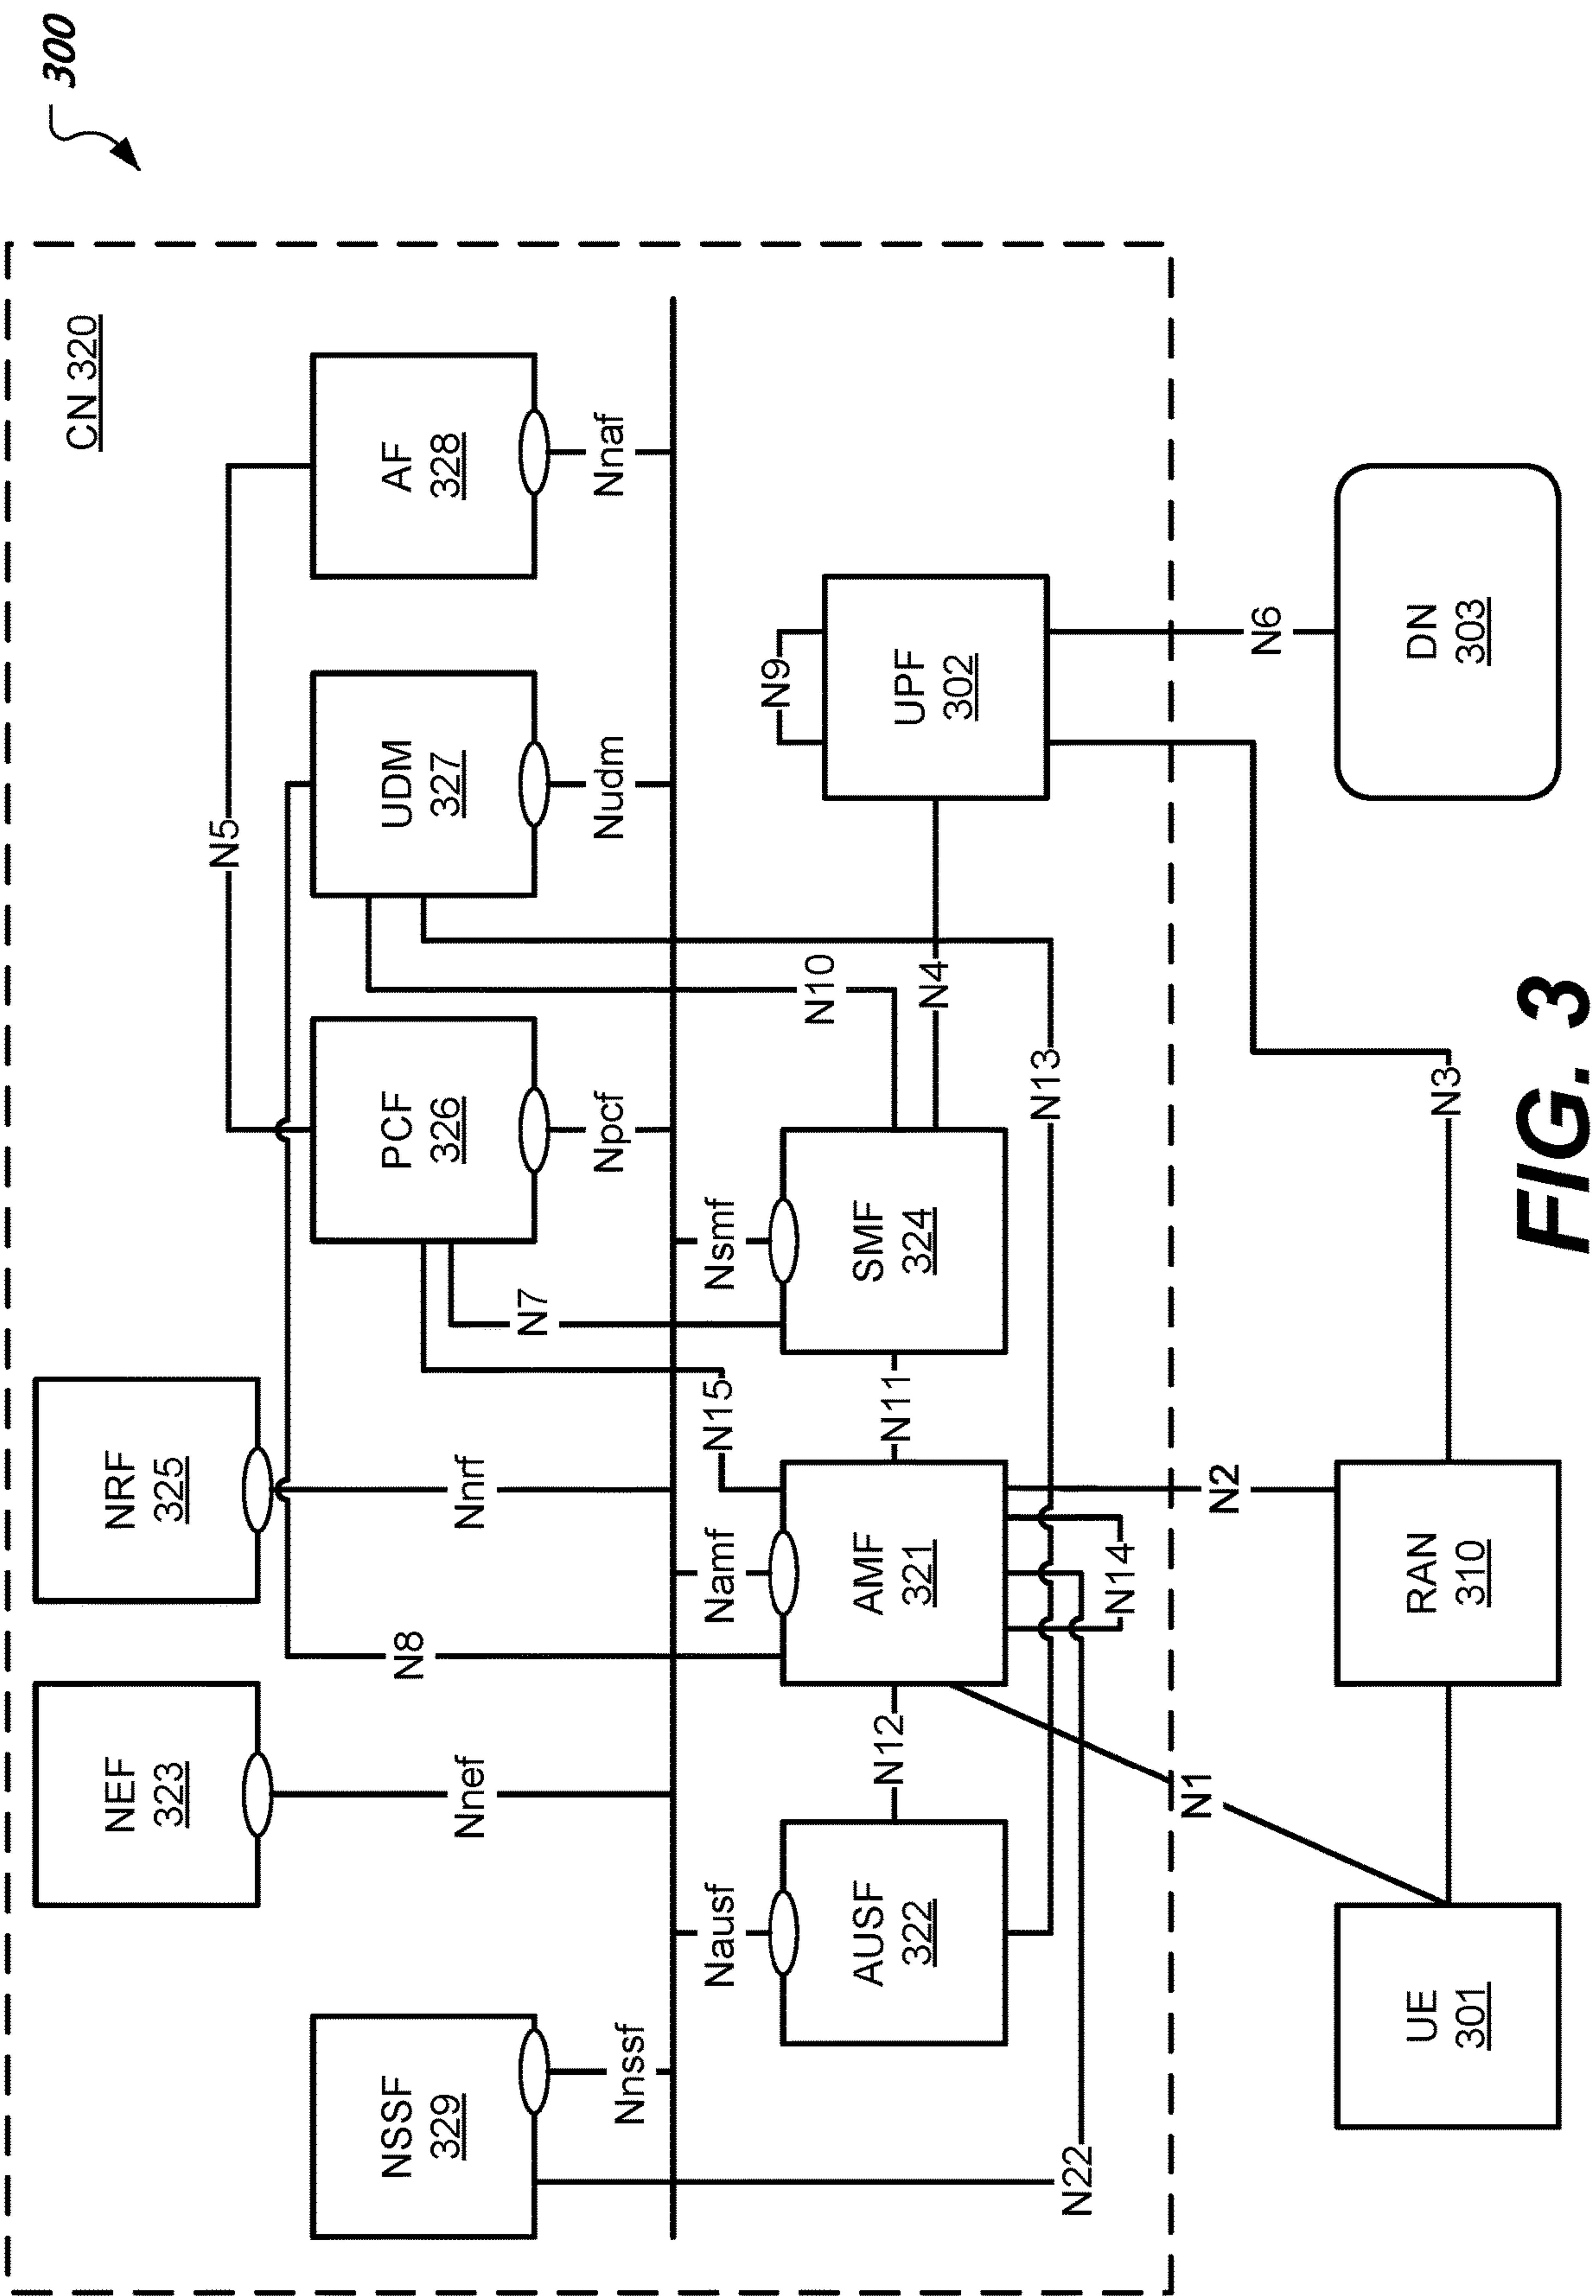 300
CN 320
NEF
323
NRF
325
N5
N8
NSSF
329
PCF
326
UDM
327
AF
328
Nnef
Nnrf
N7
Nnssf
Npcf
Nudm
Nnaf
Nausf
Namf
N15
Nsmf
N9
N10
AUSF
322
N12
AMF
321
N11
SMF
324
N4
UPF
302
N13
N22
N14
N1
N2
N6
UE
301
RAN
310
N3
DN
303
FIG. 3